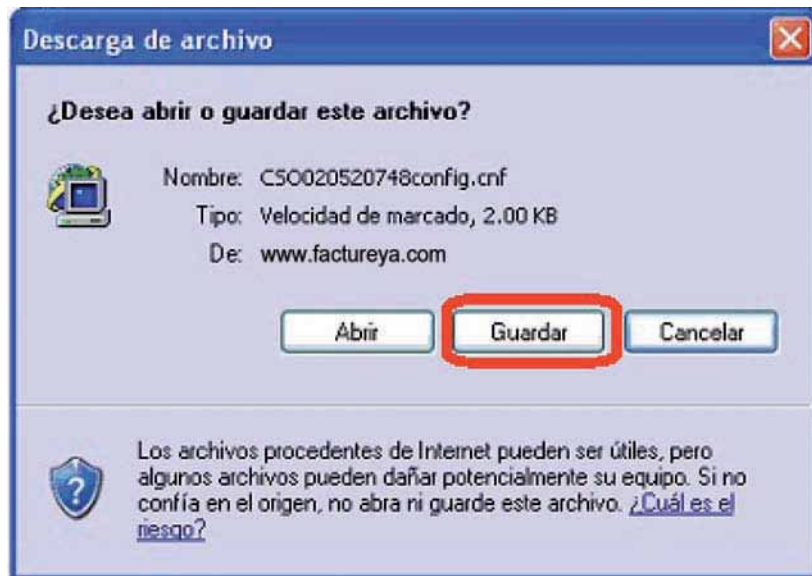 Descarga de archivo
¿Desea abrir o guardar este archivo?
Nombre: CSO020520748config.cnf
Tipo: Velocidad de marcado, 2.00 KB
De: www.factureya.com
Abrir Guardar Cancelar
Los archivos procedentes de Internet pueden ser útiles, pero
algunos archivos pueden dañar potencialmente su equipo. Si no
confía en el origen, no abra ni guarde este archivo. ¿Cuál es el
riesgo?